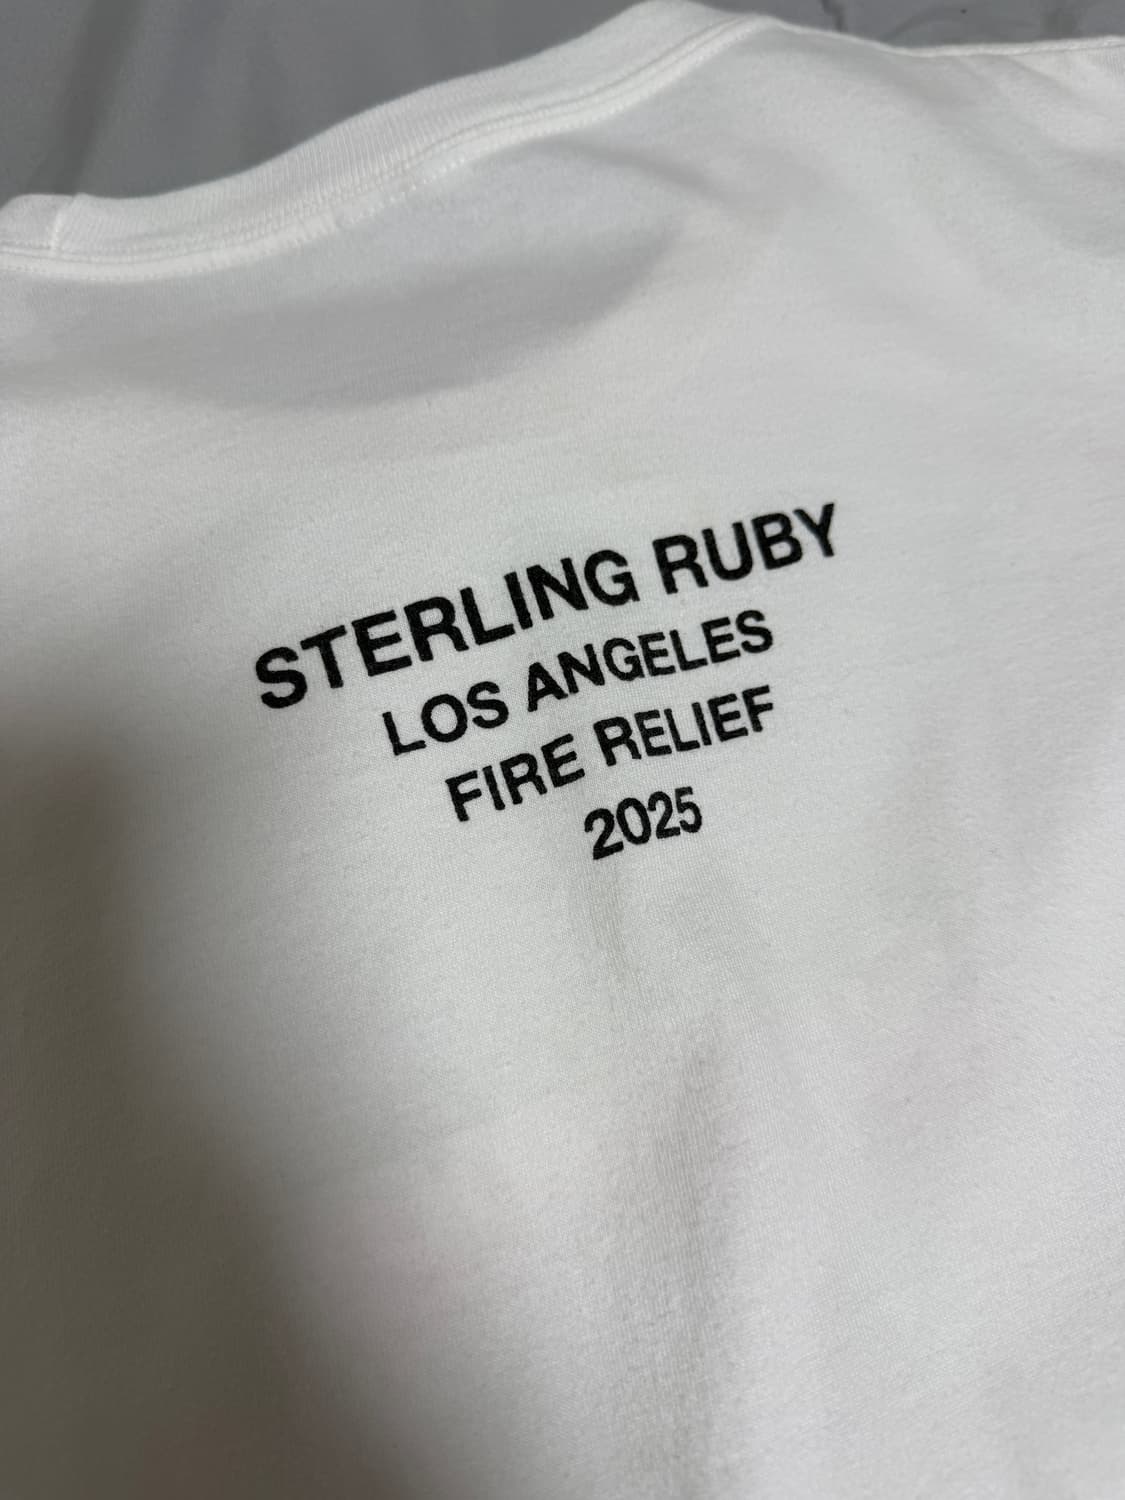 STERLING RUBY
LOS ANGELES
FIRE RELIEF
2025